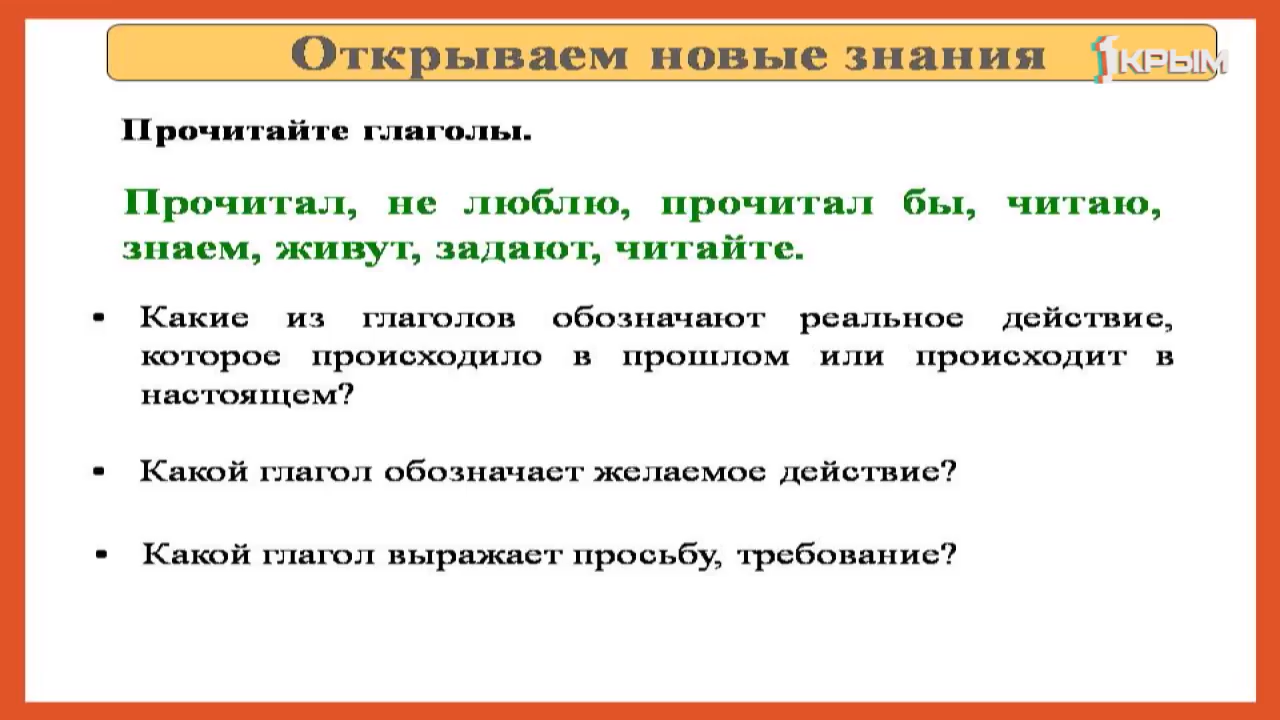 Открываем новые знания
1КРЫМ
Прочитайте глаголы.
Прочитал, не люблю, прочитал бы, читаю,
знаем, живут, задают, читайте.
• Какие из глаголов обозначают реальное действие,
которое происходило в прошлом или происходит в
настоящем?
• Какой глагол обозначает желаемое действие?
• Какой глагол выражает просьбу, требование?